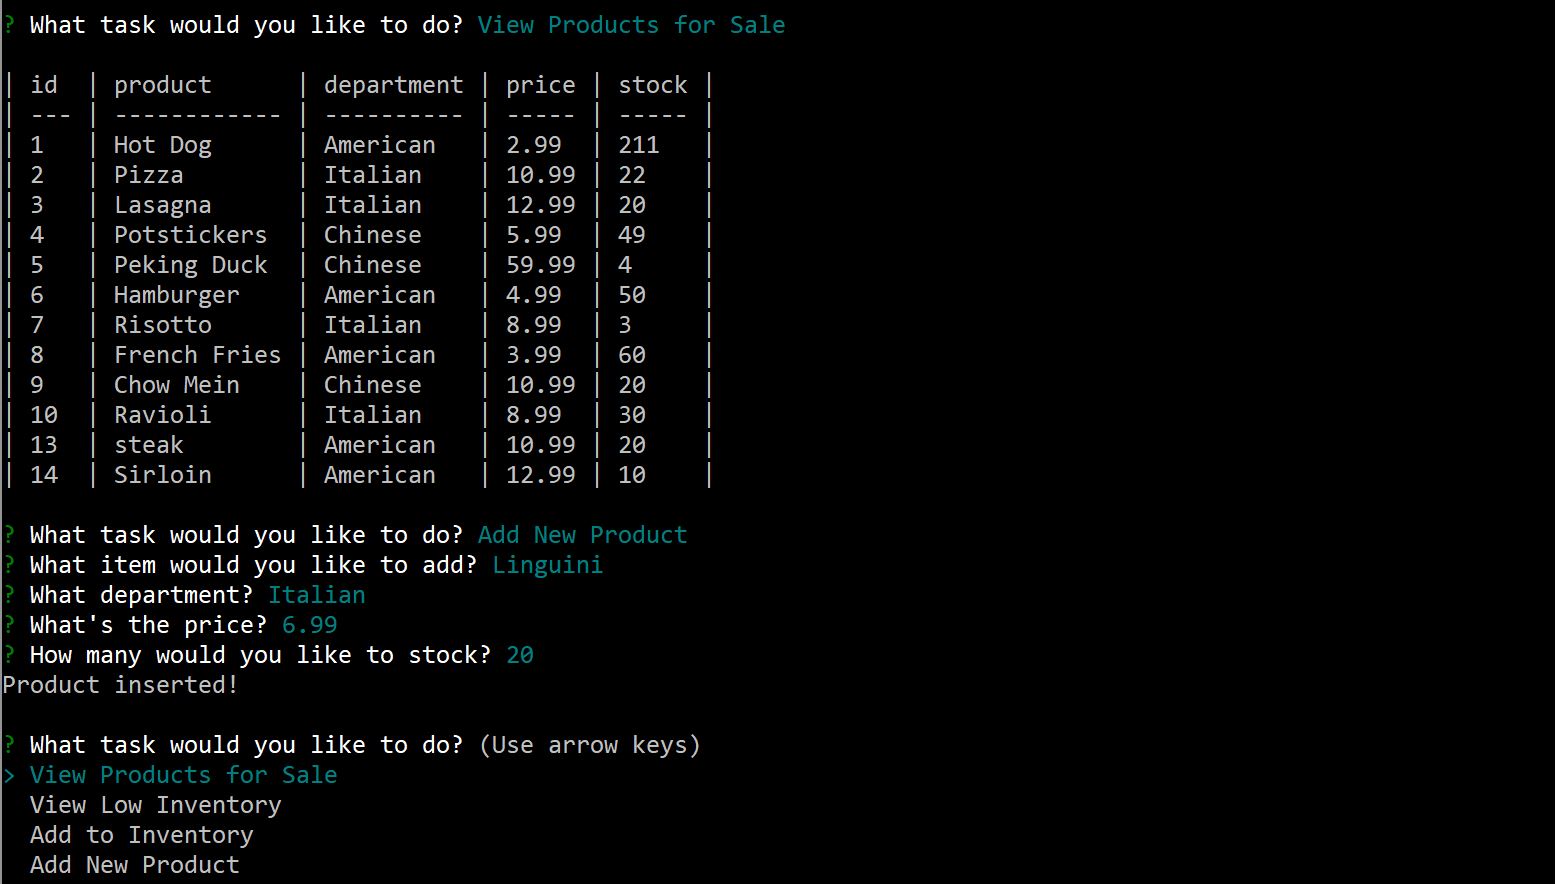 ? What task would you like to do? View Products for Sale
| id  | product      | department | price | stock |
| --- | ------------ | ---------- | ----- | ----- |
| 1   | Hot Dog      | American   | 2.99  | 211   |
| 2   | Pizza        | Italian    | 10.99 | 22    |
| 3   | Lasagna      | Italian    | 12.99 | 20    |
| 4   | Potstickers  | Chinese    | 5.99  | 49    |
| 5   | Peking Duck  | Chinese    | 59.99 | 4     |
| 6   | Hamburger    | American   | 4.99  | 50    |
| 7   | Risotto      | Italian    | 8.99  | 3     |
| 8   | French Fries | American   | 3.99  | 60    |
| 9   | Chow Mein    | Chinese    | 10.99 | 20    |
| 10  | Ravioli      | Italian    | 8.99  | 30    |
| 13  | steak        | American   | 10.99 | 20    |
| 14  | Sirloin      | American   | 12.99 | 10    |
? What task would you like to do? Add New Product
? What item would you like to add? Linguini
? What department? Italian
? What's the price? 6.99
? How many would you like to stock? 20
Product inserted!
? What task would you like to do? (Use arrow keys)
> View Products for Sale
View Low Inventory
Add to Inventory
Add New Product